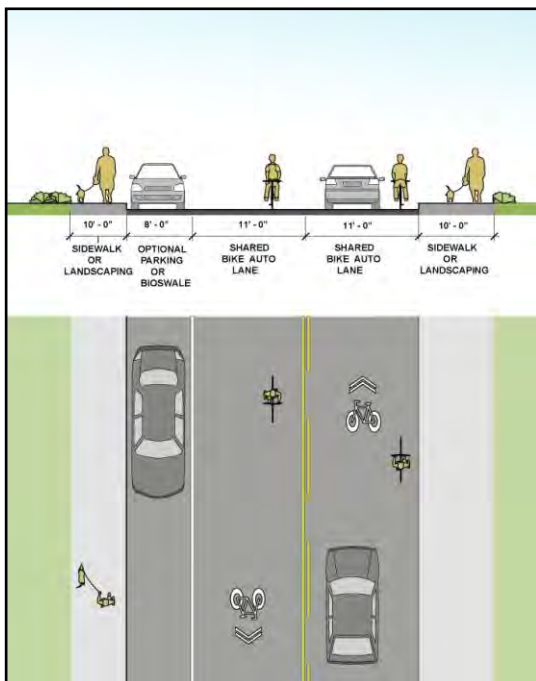 10' - 0"
8' - 0"
11' - 0"
11' - 0"
10' - 0"
SIDEWALK
OR
LANDSCAPING
OPTIONAL
PARKING
OR
BIOSWALE
SHARED
BIKE AUTO
LANE
SHARED
BIKE AUTO
LANE
SIDEWALK
OR
LANDSCAPING